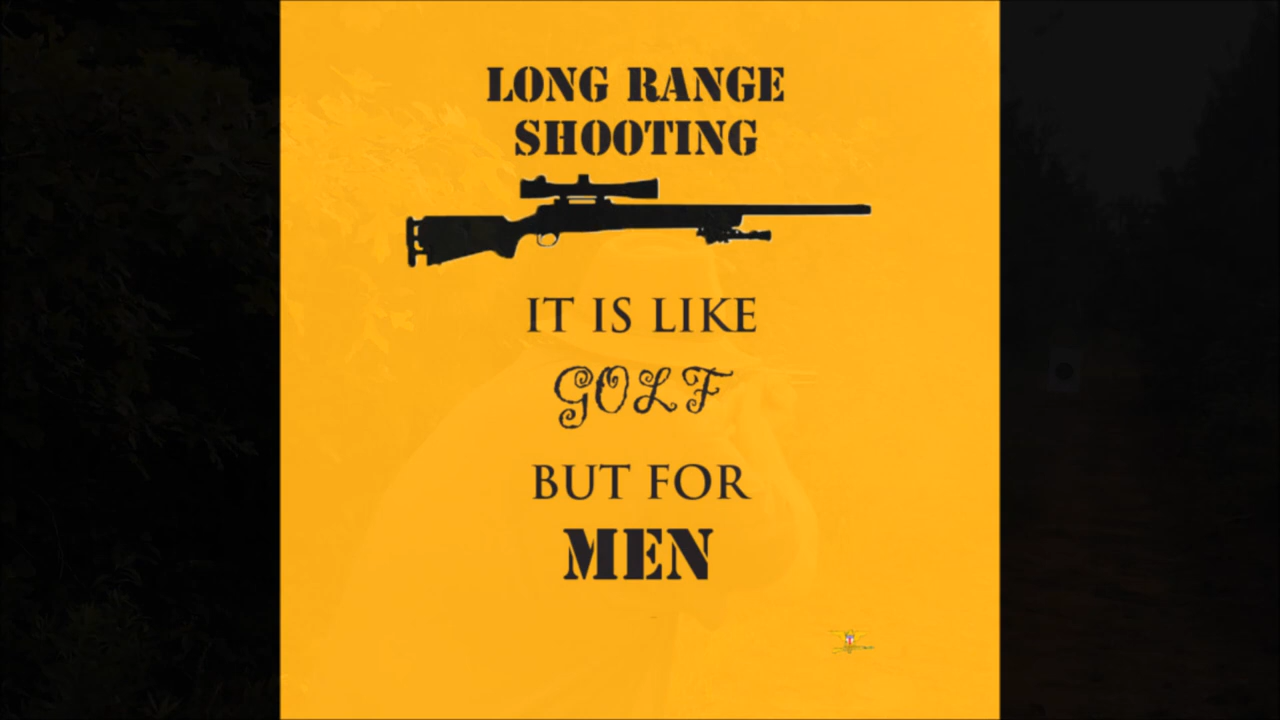 LONG RANGE
SHOOTING
IT IS LIKE
GOLF
BUT FOR
MEN